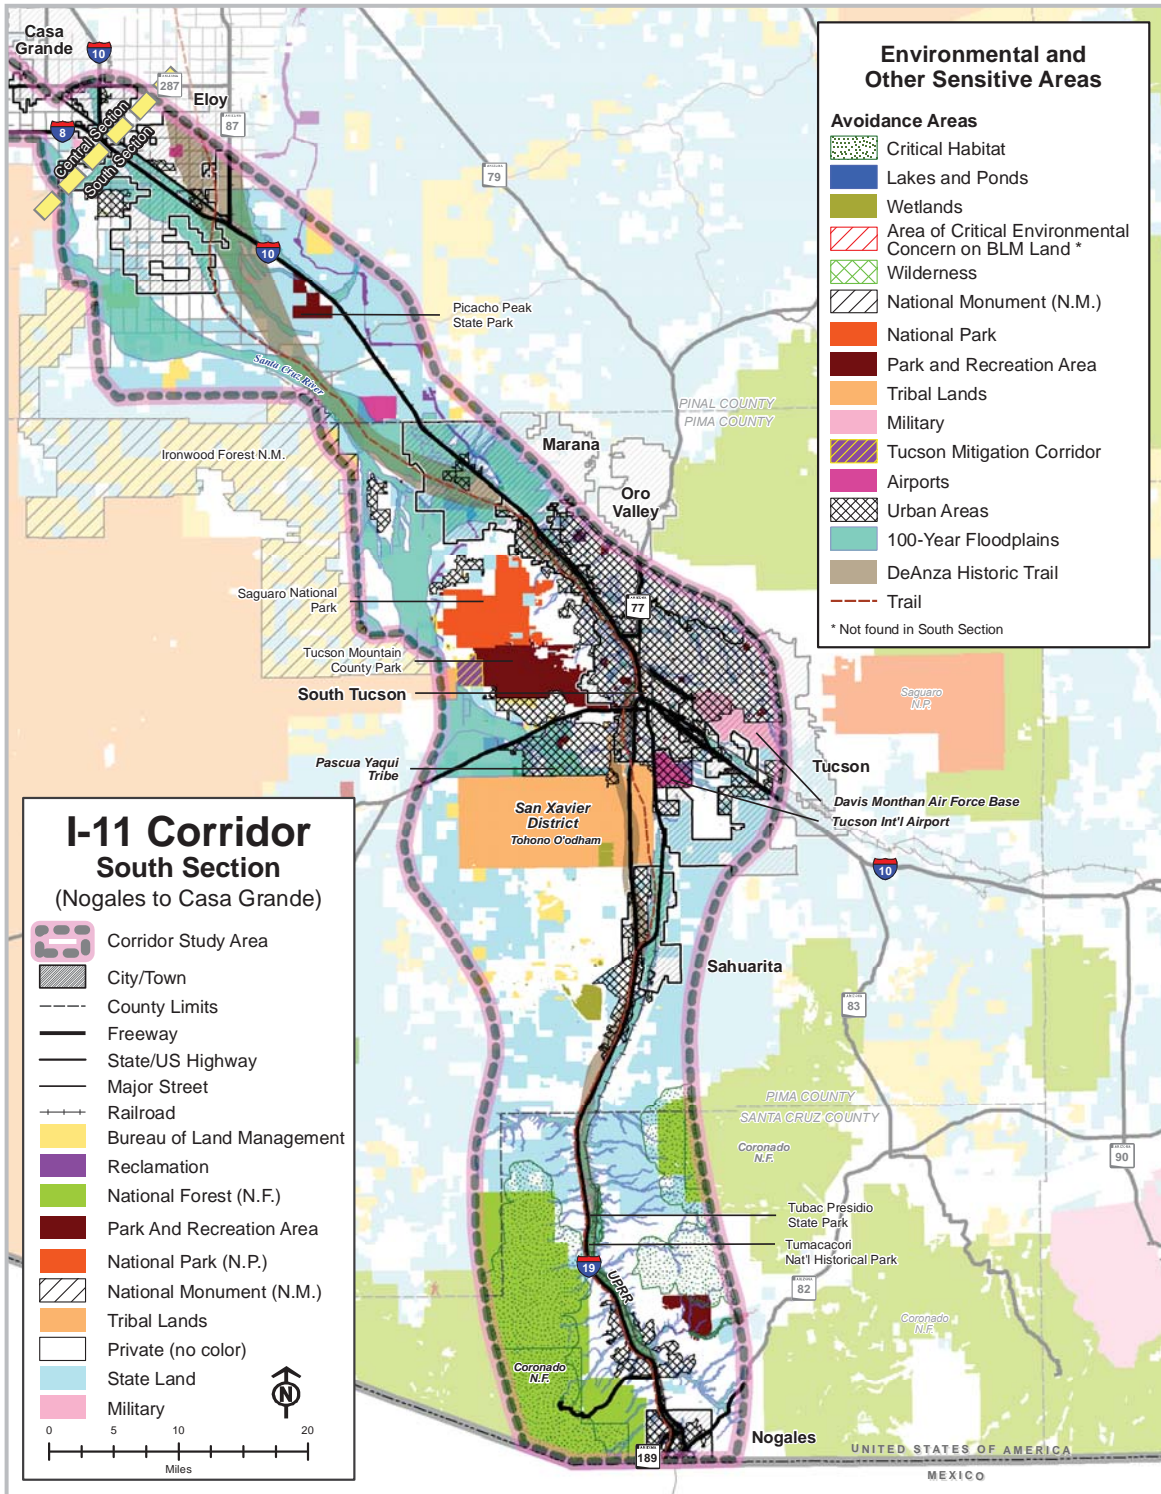 Casa
Grande
10
ARIZONA
287
Eloy
ARIZONA
87
8
Central Section
South Section
ARIZONA
79
10
Picacho Peak
State Park
Santa Cruz River
PINAL COUNTY
PIMA COUNTY
Marana
Ironwood Forest N.M.
Oro
Valley
Saguaro National
Park
ARIZONA
77
Tucson Mountain
County Park
South Tucson
Saguaro
N.P.
Pascua Yaqui
Tribe
Tucson
Davis Monthan Air Force Base
Tucson Int'l Airport
San Xavier
District
Tohono O'odham
10
Sahuarita
ARIZONA
83
PIMA COUNTY
SANTA CRUZ COUNTY
Coronado
N.F.
ARIZONA
90
Tubac Presidio
State Park
Tumacacori
Nat'l Historical Park
19
UPRR
ARIZONA
82
Coronado
N.F.
Coronado
N.F.
Nogales
ARIZONA
189
UNITED STATES OF AMERICA
MEXICO
Environmental and
Other Sensitive Areas
Avoidance Areas
Critical Habitat
Lakes and Ponds
Wetlands
Area of Critical Environmental
Concern on BLM Land *
Wilderness
National Monument (N.M.)
National Park
Park and Recreation Area
Tribal Lands
Military
Tucson Mitigation Corridor
Airports
Urban Areas
100-Year Floodplains
DeAnza Historic Trail
Trail
* Not found in South Section
I-11 Corridor
South Section
(Nogales to Casa Grande)
Corridor Study Area
City/Town
County Limits
Freeway
State/US Highway
Major Street
Railroad
Bureau of Land Management
Reclamation
National Forest (N.F.)
Park And Recreation Area
National Park (N.P.)
National Monument (N.M.)
Tribal Lands
Private (no color)
State Land
Military
N
0 5 10 20
Miles